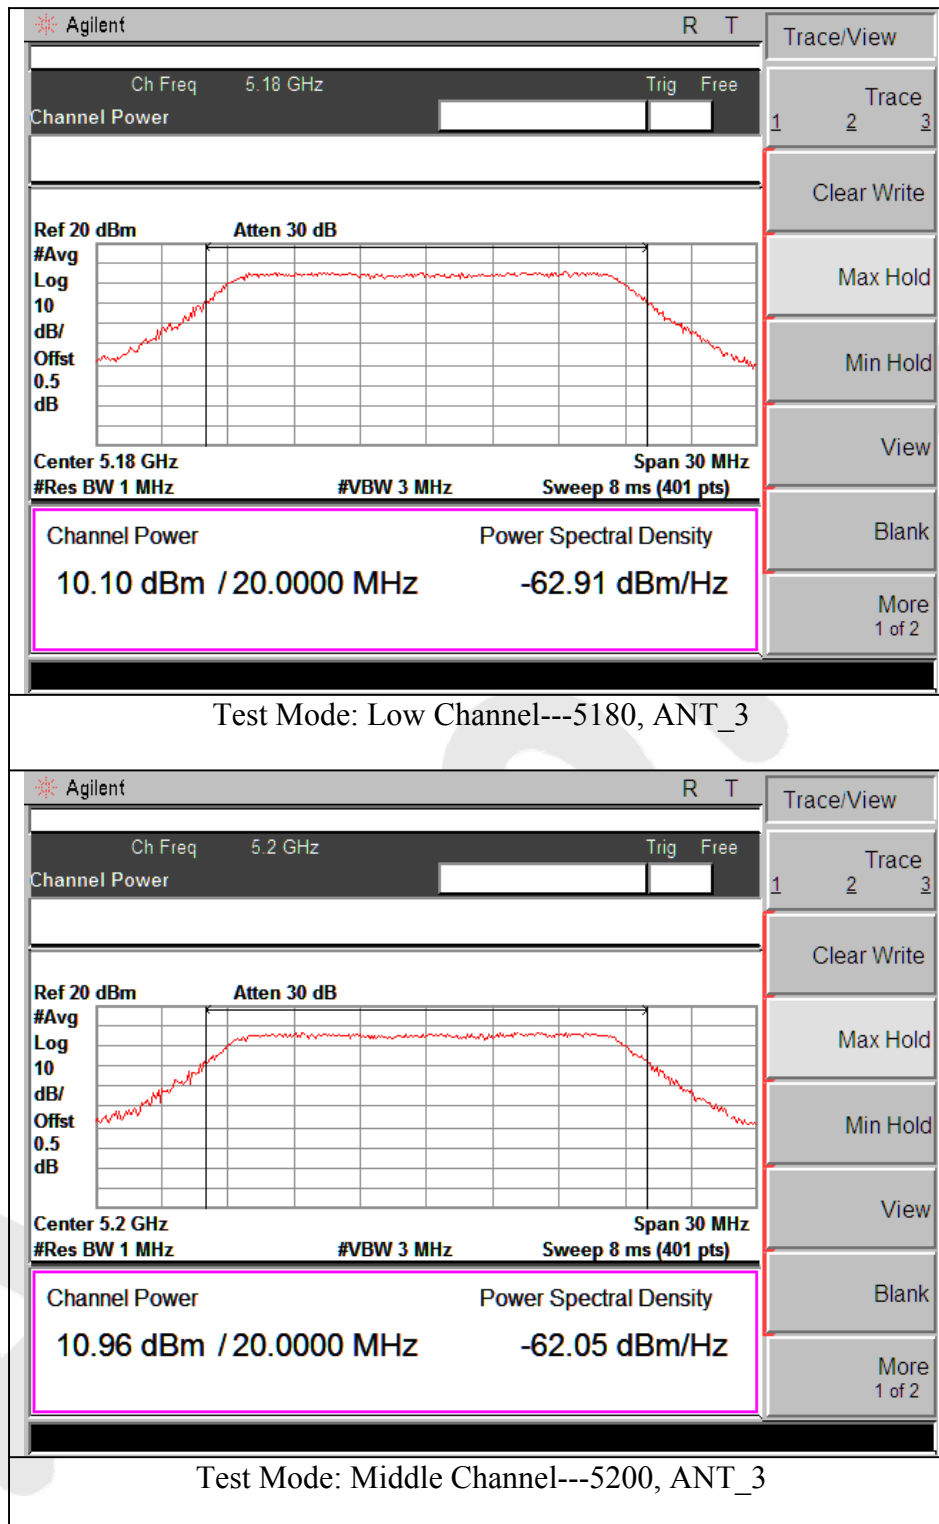 Agilent R T Trace/View
Ch Freq 5.18 GHz Trig Free
Channel Power
Trace
1 2 3
Clear Write
Ref 20 dBm Atten 30 dB
#Avg
Log
10
dB/
Offst
0.5
dB
Max Hold
Min Hold
View
Center 5.18 GHz Span 30 MHz
#Res BW 1 MHz #VBW 3 MHz Sweep 8 ms (401 pts)
Channel Power Power Spectral Density
10.10 dBm / 20.0000 MHz -62.91 dBm/Hz
Blank
More
1 of 2
Test Mode: Low Channel---5180, ANT_3
Agilent R T Trace/View
Ch Freq 5.2 GHz Trig Free
Channel Power
Trace
1 2 3
Clear Write
Ref 20 dBm Atten 30 dB
#Avg
Log
10
dB/
Offst
0.5
dB
Max Hold
Min Hold
View
Center 5.2 GHz Span 30 MHz
#Res BW 1 MHz #VBW 3 MHz Sweep 8 ms (401 pts)
Channel Power Power Spectral Density
10.96 dBm / 20.0000 MHz -62.05 dBm/Hz
Blank
More
1 of 2
Test Mode: Middle Channel---5200, ANT_3